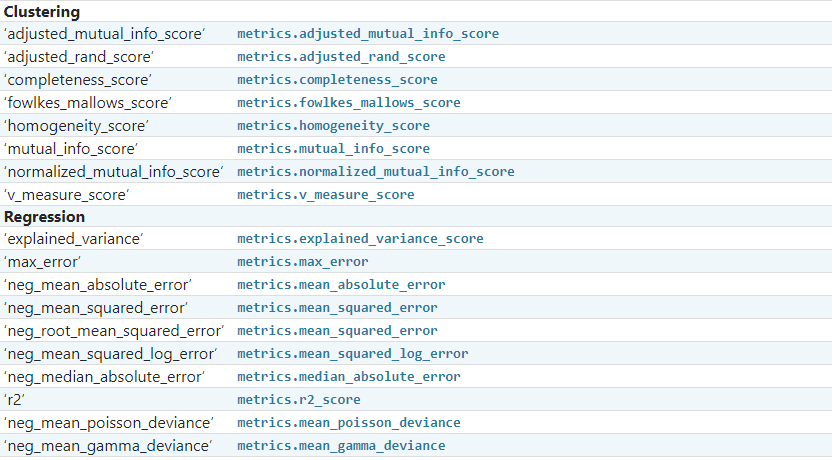 Clustering
‘adjusted_mutual_info_score’ metrics.adjusted_mutual_info_score
‘adjusted_rand_score’ metrics.adjusted_rand_score
‘completeness_score’ metrics.completeness_score
‘fowlkes_mallows_score’ metrics.fowlkes_mallows_score
‘homogeneity_score’ metrics.homogeneity_score
‘mutual_info_score’ metrics.mutual_info_score
‘normalized_mutual_info_score’ metrics.normalized_mutual_info_score
‘v_measure_score’ metrics.v_measure_score
Regression
‘explained_variance’ metrics.explained_variance_score
‘max_error’ metrics.max_error
‘neg_mean_absolute_error’ metrics.mean_absolute_error
‘neg_mean_squared_error’ metrics.mean_squared_error
‘neg_root_mean_squared_error’ metrics.mean_squared_error
‘neg_mean_squared_log_error’ metrics.mean_squared_log_error
‘neg_median_absolute_error’ metrics.median_absolute_error
‘r2’ metrics.r2_score
‘neg_mean_poisson_deviance’ metrics.mean_poisson_deviance
‘neg_mean_gamma_deviance’ metrics.mean_gamma_deviance